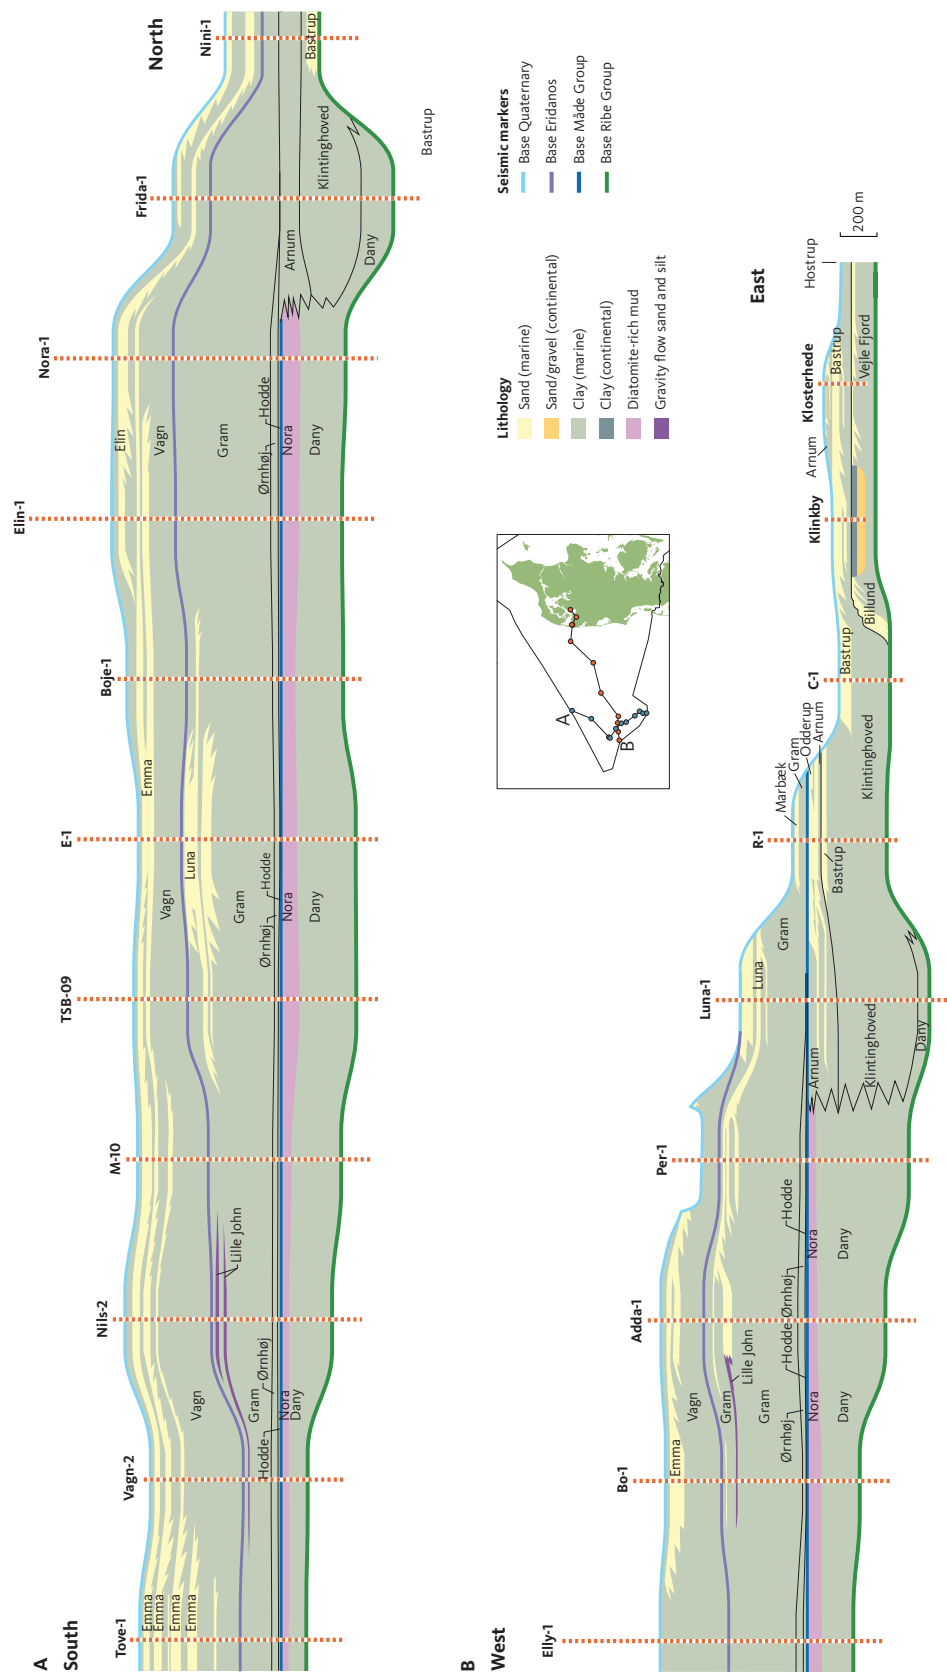 A
South
North
Tove-1
Vagn-2
Nils-2
M-10
TSB-09
E-1
Boje-1
Elin-1
Nora-1
Frida-1
Nini-1
Emma
Emma
Emma
Emma
Vagn
Gram
Hodde
Ørnhøj
Nora
Dany
Lille John
Vagn
Luna
Emma
Gram
Ørnhøj
Hodde
Nora
Dany
Elin
Vagn
Gram
Ørnhøj
Hodde
Nora
Dany
Arnum
Klintinghoved
Dany
Bastrup
Bastrup
Lithology
Sand (marine)
Sand/gravel (continental)
Clay (marine)
Clay (continental)
Diatomite-rich mud
Gravity flow sand and silt
Seismic markers
Base Quaternary
Base Eridanos
Base Måde Group
Base Ribe Group
A
B
B
West
East
Elly-1
Bo-1
Adda-1
Per-1
Luna-1
R-1
C-1
Klinkby
Klosterhede
Hostrup
200 m
Emma
Vagn
Gram
Lille John
Gram
Ørnhøj
Hodde
Nora
Dany
Ørnhøj
Hodde
Nora
Dany
Luna
Gram
Arnum
Klintinghoved
Dany
Marbæk
Gram
Odderup
Arnum
Bastrup
Klintinghoved
Bastrup
Billund
Arnum
Bastrup
Vejle Fjord